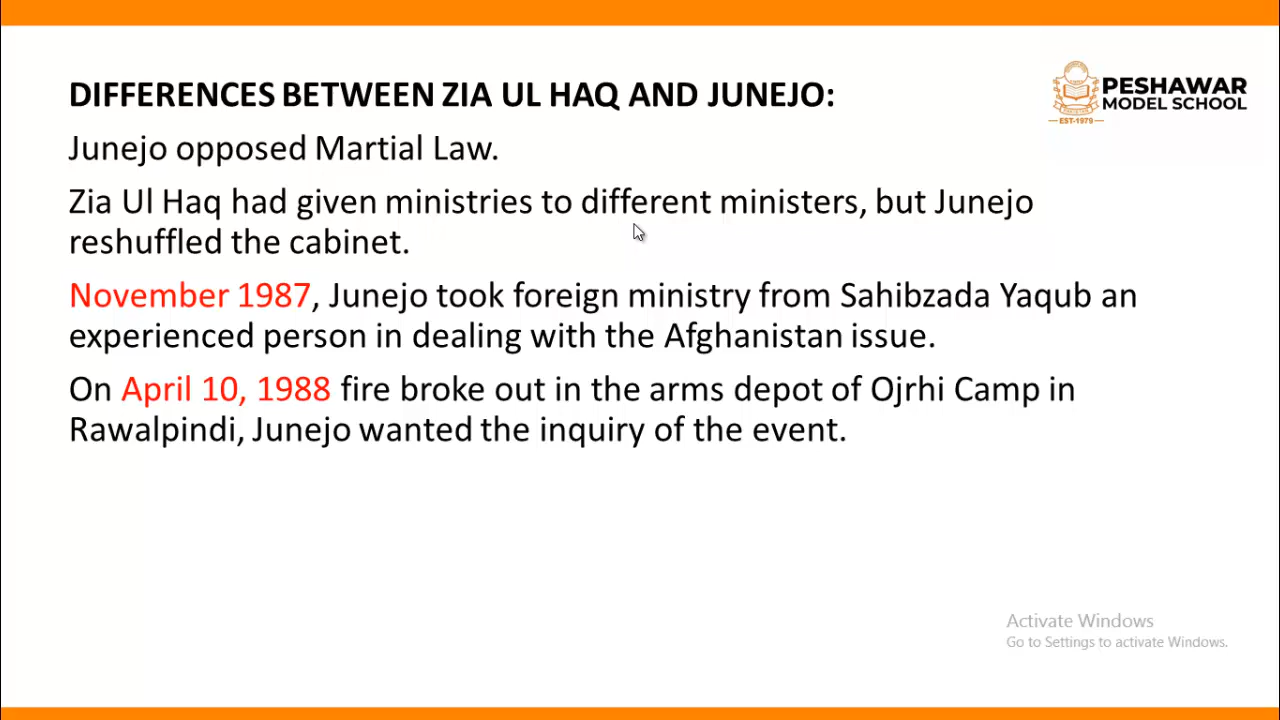 DIFFERENCES BETWEEN ZIA UL HAQ AND JUNEJO:
PESHAWAR
MODEL SCHOOL
EST-1979
Junejo opposed Martial Law.
Zia Ul Haq had given ministries to different ministers, but Junejo
reshuffled the cabinet.
November 1987, Junejo took foreign ministry from Sahibzada Yaqub an
experienced person in dealing with the Afghanistan issue.
On April 10, 1988 fire broke out in the arms depot of Ojrhi Camp in
Rawalpindi, Junejo wanted the inquiry of the event.
Activate Windows
Go to Settings to activate Windows.